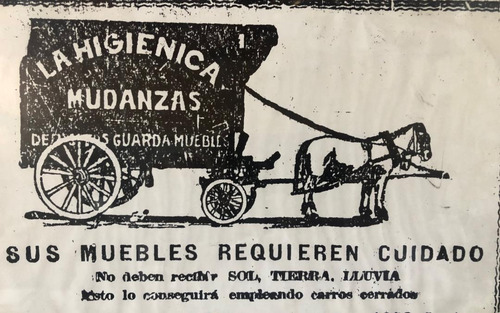 LA HIGIENICA 1
MUDANZAS
GUARDA MUEBLES
SUS MUEBLES REQUIEREN CUIDADO
No deben recibir SOL, TIERRA, LLUVIA
Esto lo conseguirá empleando carros cerrados